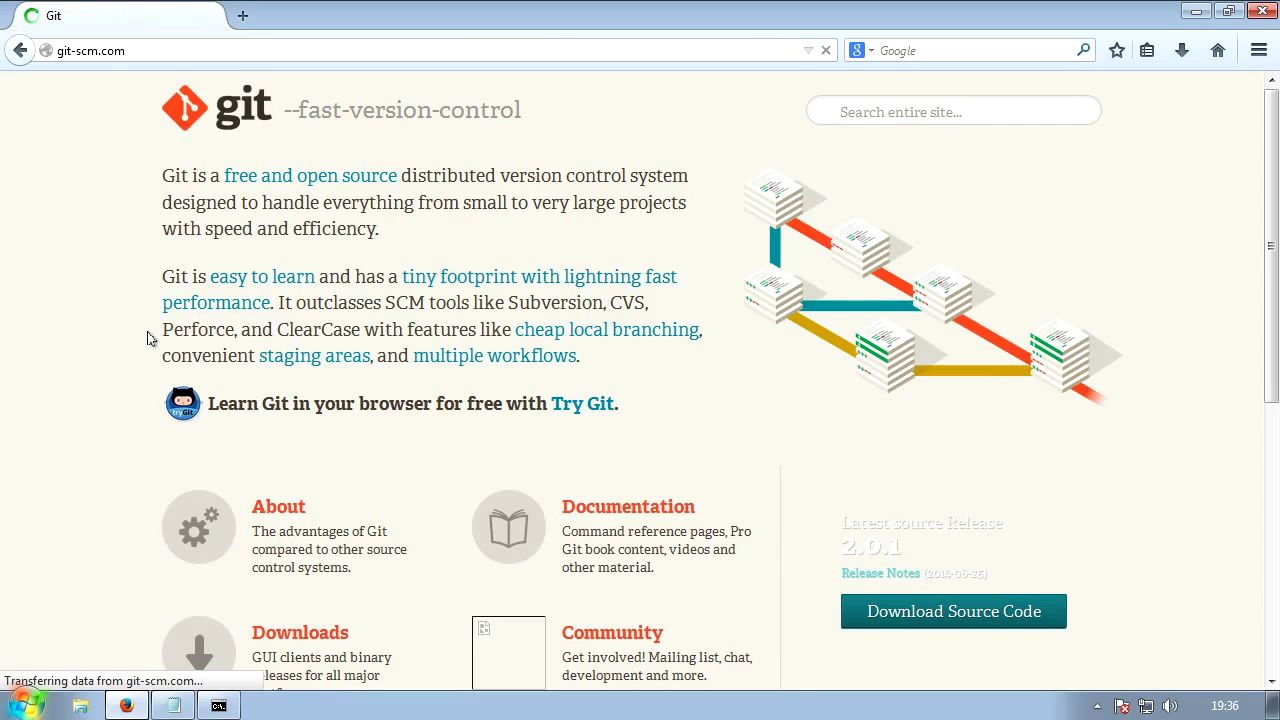 Git
git-scm.com
Google
git --fast-version-control
Search entire site...
Git is a free and open source distributed version control system
designed to handle everything from small to very large projects
with speed and efficiency.
Git is easy to learn and has a tiny footprint with lightning fast
performance. It outclasses SCM tools like Subversion, CVS,
Perforce, and ClearCase with features like cheap local branching,
convenient staging areas, and multiple workflows.
tryGit
Learn Git in your browser for free with Try Git.
About
The advantages of Git
compared to other source
control systems.
Documentation
Command reference pages, Pro
Git book content, videos and
other material.
Latest source Release
2.0.1
Release Notes (2014-06-25)
Download Source Code
Downloads
GUI clients and binary
releases for all major
Community
Get involved! Mailing list, chat,
development and more.
Transferring data from git-scm.com...
19:36